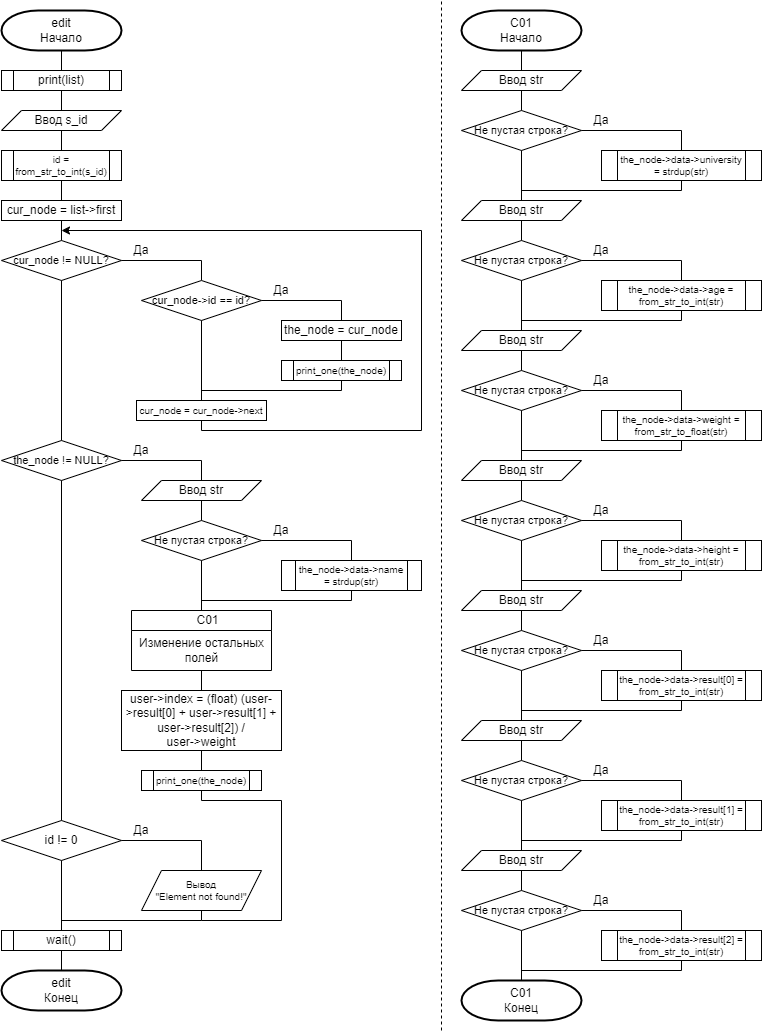 edit
Начало
print(list)
Ввод s_id
id =
from_str_to_int(s_id)
cur_node = list->first
cur_node != NULL?
Да
cur_node->id == id?
Да
the_node = cur_node
print_one(the_node)
cur_node = cur_node->next
the_node != NULL?
Да
Ввод str
Не пустая строка?
Да
the_node->data->name
= strdup(str)
C01
Изменение остальных
полей
user->index = (float) (user-
>result[0] + user->result[1] +
user->result[2]) /
user->weight
print_one(the_node)
id != 0
Да
Вывод
"Element not found!"
wait()
edit
Конец
C01
Начало
Ввод str
Не пустая строка?
Да
the_node->data->university
= strdup(str)
Ввод str
Не пустая строка?
Да
the_node->data->age =
from_str_to_int(str)
Ввод str
Не пустая строка?
Да
the_node->data->weight =
from_str_to_float(str)
Ввод str
Не пустая строка?
Да
the_node->data->height =
from_str_to_int(str)
Ввод str
Не пустая строка?
Да
the_node->data->result[0] =
from_str_to_int(str)
Ввод str
Не пустая строка?
Да
the_node->data->result[1] =
from_str_to_int(str)
Ввод str
Не пустая строка?
Да
the_node->data->result[2] =
from_str_to_int(str)
C01
Конец